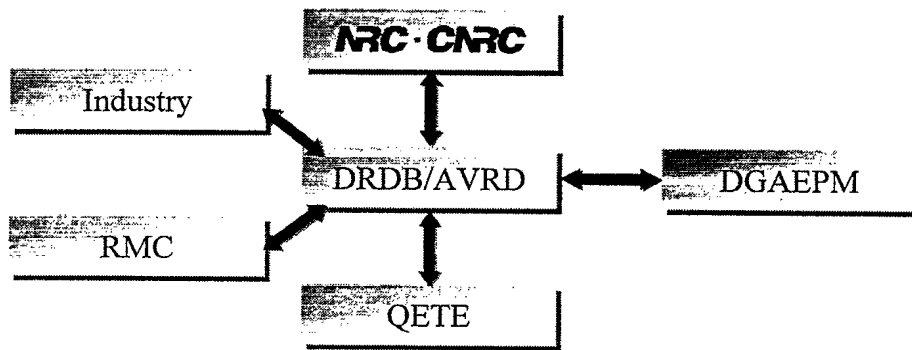 NRC · CNRC
Industry
DRDB/AVRD
DGAEPM
RMC
QETE